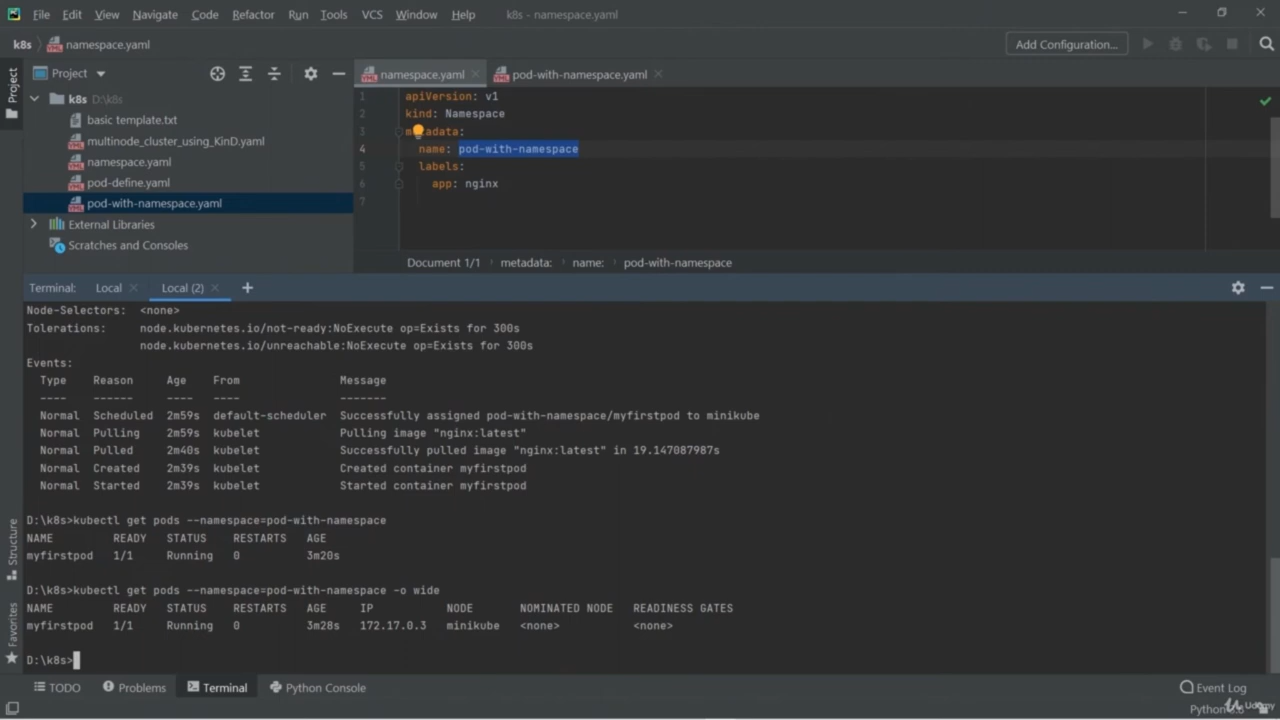 File Edit View Navigate Code Refactor Run Tools VCS Window Help k8s - namespace.yaml
k8s namespace.yaml Add Configuration...
Project
Project namespace.yaml pod-with-namespace.yaml
k8s D:\k8s
basic template.txt
multinode_cluster_using_KinD.yaml
namespace.yaml
pod-define.yaml
pod-with-namespace.yaml
External Libraries
Scratches and Consoles
1 apiVersion: v1
2 kind: Namespace
3 metadata:
4 name: pod-with-namespace
5 labels:
6 app: nginx
7
Document 1/1 metadata: name: pod-with-namespace
Terminal: Local Local (2)
Node-Selectors: <none>
Tolerations: node.kubernetes.io/not-ready:NoExecute op=Exists for 300s
node.kubernetes.io/unreachable:NoExecute op=Exists for 300s
Events:
Type Reason Age From Message
---- ------ ---- ---- -------
Normal Scheduled 2m59s default-scheduler Successfully assigned pod-with-namespace/myfirstpod to minikube
Normal Pulling 2m59s kubelet Pulling image "nginx:latest"
Normal Pulled 2m40s kubelet Successfully pulled image "nginx:latest" in 19.147087987s
Normal Created 2m39s kubelet Created container myfirstpod
Normal Started 2m39s kubelet Started container myfirstpod
D:\k8s>kubectl get pods --namespace=pod-with-namespace
NAME READY STATUS RESTARTS AGE
myfirstpod 1/1 Running 0 3m20s
D:\k8s>kubectl get pods --namespace=pod-with-namespace -o wide
NAME READY STATUS RESTARTS AGE IP NODE NOMINATED NODE READINESS GATES
myfirstpod 1/1 Running 0 3m28s 172.17.0.3 minikube <none> <none>
D:\k8s>
Structure
Favorites
TODO Problems Terminal Python Console Event Log
Python Udemy